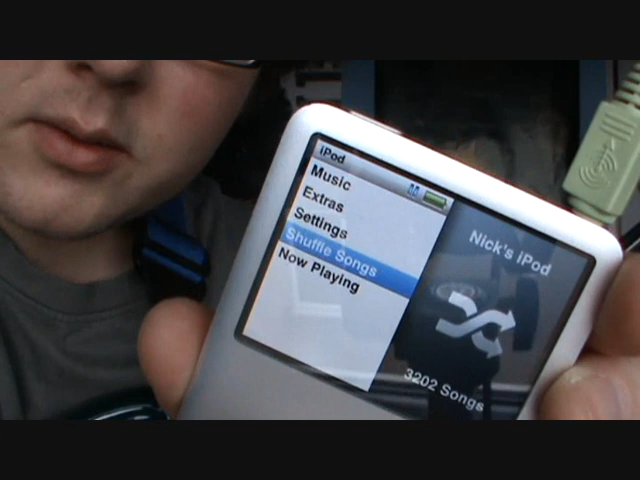 iPod
Music
Extras
Settings
Shuffle Songs
Now Playing
Nick's iPod
3202 Songs